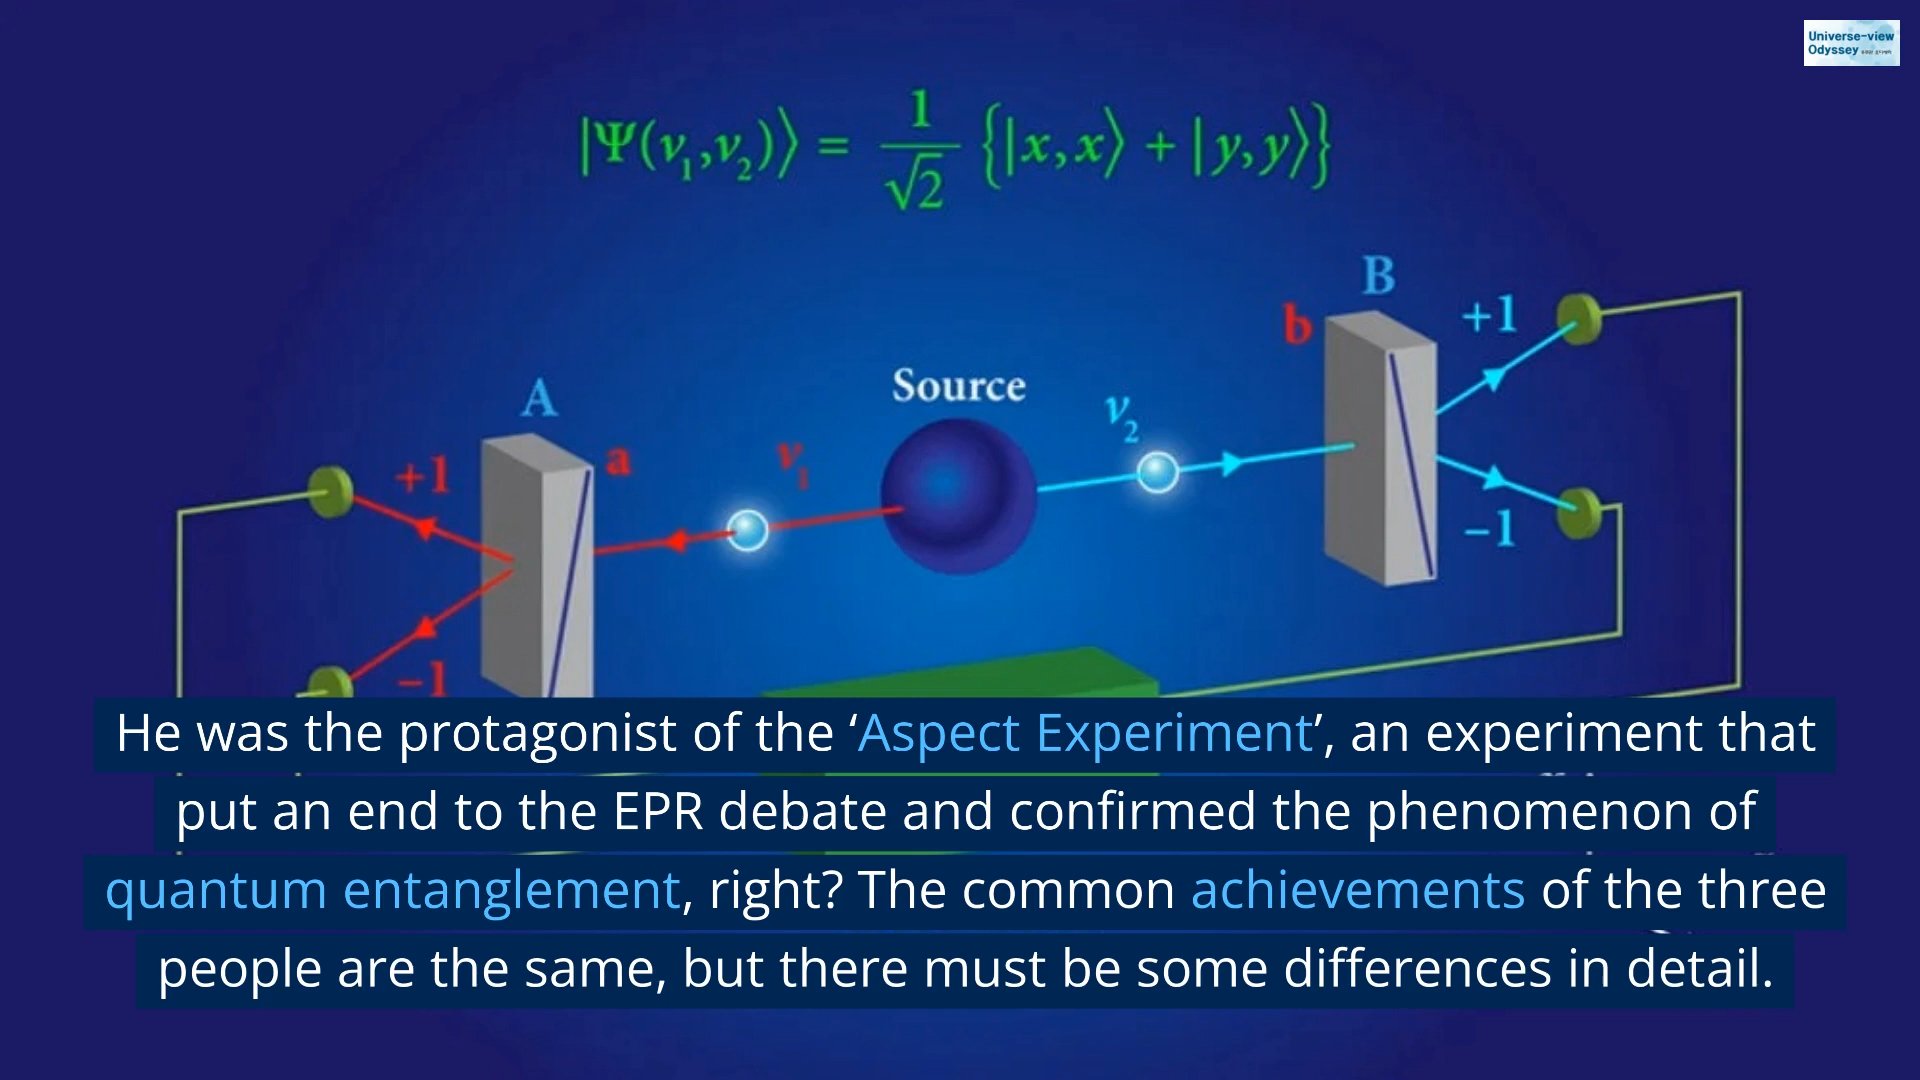 Universe-view
Odyssey
|Ψ(ν₁,ν₂)⟩ = 1/√2 {|x,x⟩ + |y,y⟩}
B
b
+1
Source
A
ν₂
a
ν₁
+1
−1
−1
He was the protagonist of the ‘Aspect Experiment’, an experiment that
put an end to the EPR debate and confirmed the phenomenon of
quantum entanglement, right? The common achievements of the three
people are the same, but there must be some differences in detail.